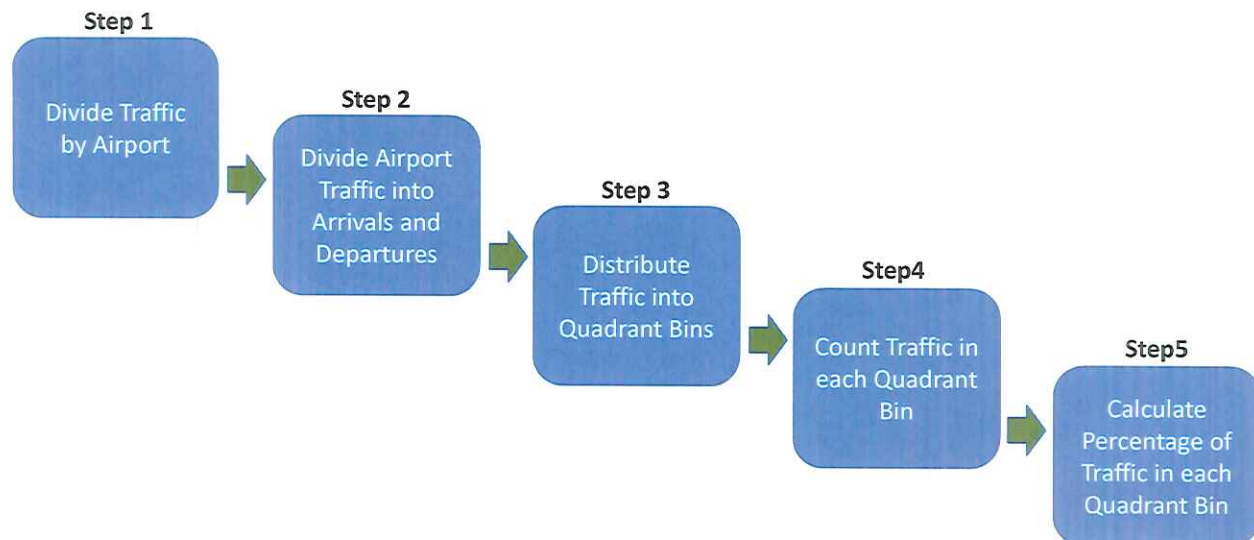 Step 1
Divide Traffic
by Airport
Step 2
Divide Airport
Traffic into
Arrivals and
Departures
Step 3
Distribute
Traffic into
Quadrant Bins
Step4
Count Traffic in
each Quadrant
Bin
Step5
Calculate
Percentage of
Traffic in each
Quadrant Bin